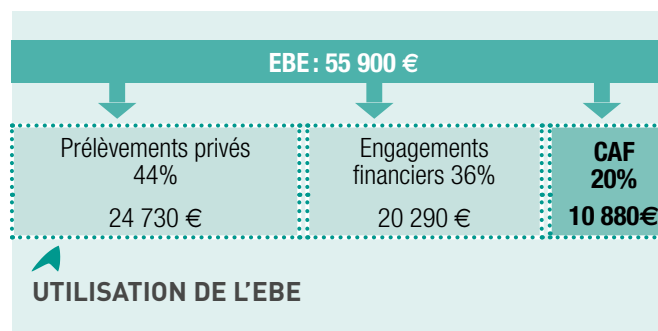 EBE : 55 900 €
Prélèvements privés
44%
24 730 €
Engagements
financiers 36%
20 290 €
CAF
20%
10 880€
UTILISATION DE L'EBE